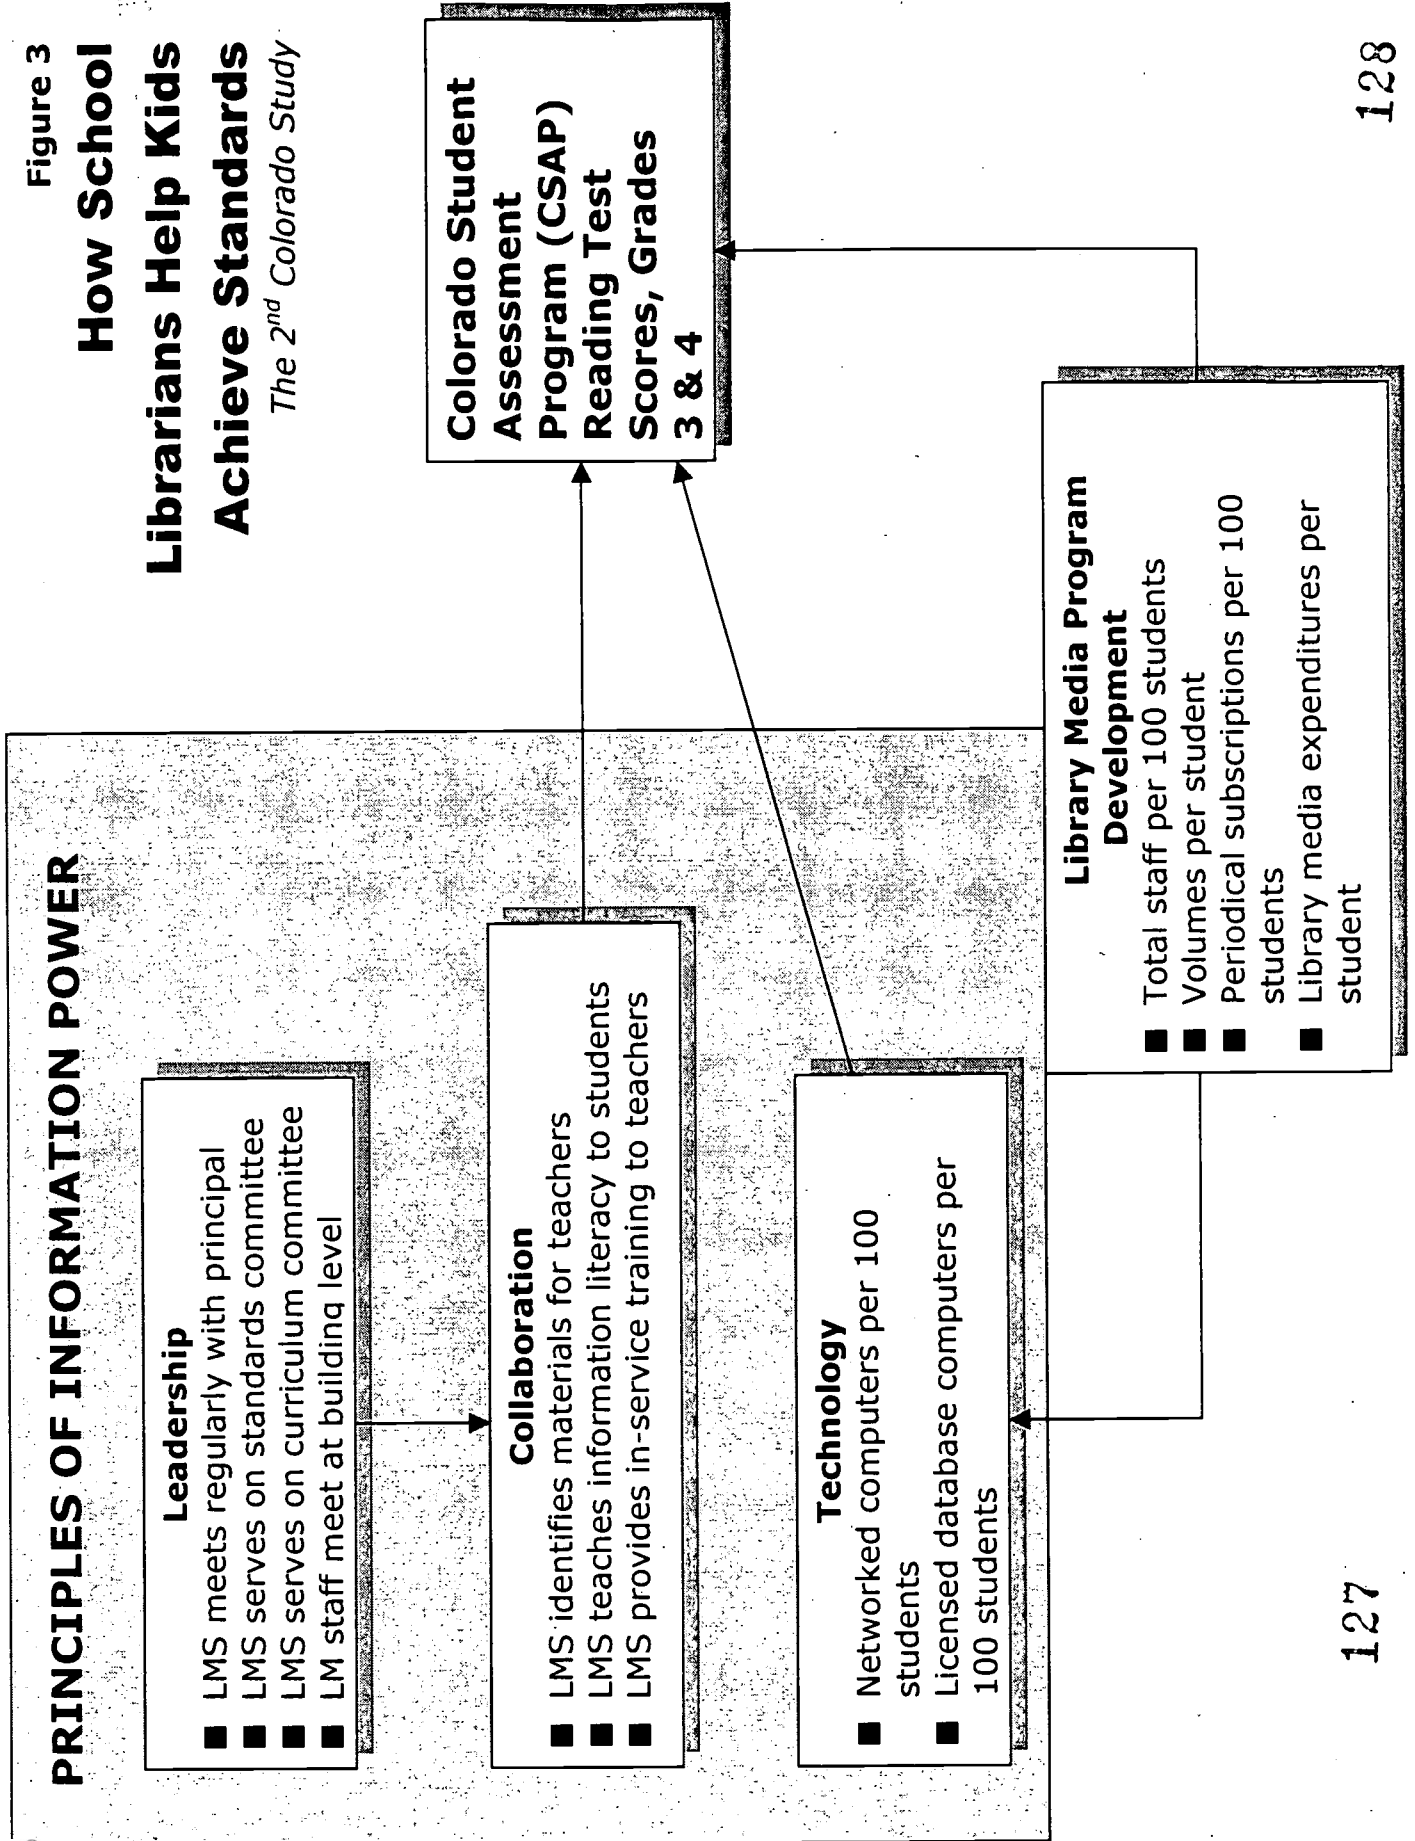 Figure 3
How School
Librarians Help Kids
Achieve Standards
The 2nd Colorado Study
PRINCIPLES OF INFORMATION POWER
Leadership
■ LMS meets regularly with principal
■ LMS serves on standards committee
■ LMS serves on curriculum committee
■ LM staff meet at building level
Collaboration
■ LMS identifies materials for teachers
■ LMS teaches information literacy to students
■ LMS provides in-service training to teachers
Technology
■ Networked computers per 100
students
■ Licensed database computers per
100 students
Colorado Student
Assessment
Program (CSAP)
Reading Test
Scores, Grades
3 & 4
Library Media Program
Development
■ Total staff per 100 students
■ Volumes per student
■ Periodical subscriptions per 100
students
■ Library media expenditures per
student
127
128